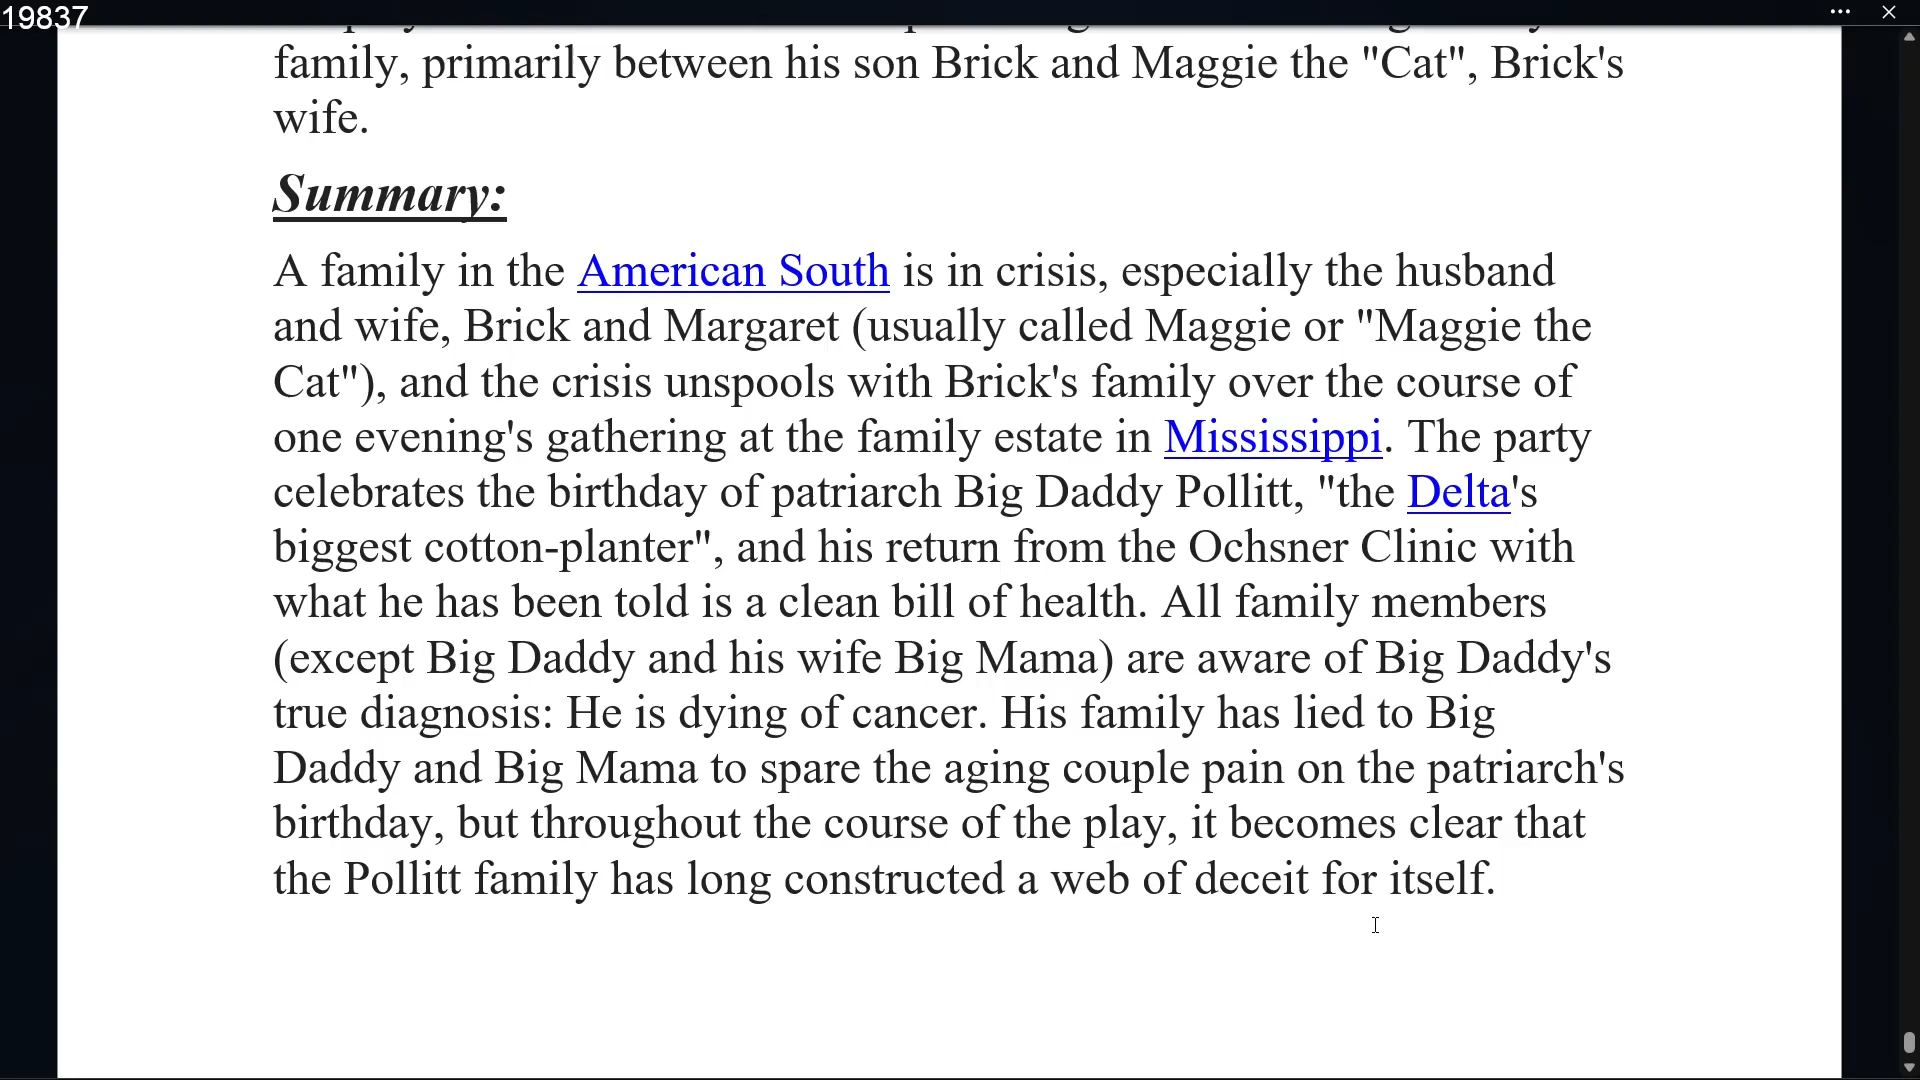 19837
family, primarily between his son Brick and Maggie the "Cat", Brick's
wife.
Summary:
A family in the American South is in crisis, especially the husband
and wife, Brick and Margaret (usually called Maggie or "Maggie the
Cat"), and the crisis unspools with Brick's family over the course of
one evening's gathering at the family estate in Mississippi. The party
celebrates the birthday of patriarch Big Daddy Pollitt, "the Delta's
biggest cotton-planter", and his return from the Ochsner Clinic with
what he has been told is a clean bill of health. All family members
(except Big Daddy and his wife Big Mama) are aware of Big Daddy's
true diagnosis: He is dying of cancer. His family has lied to Big
Daddy and Big Mama to spare the aging couple pain on the patriarch's
birthday, but throughout the course of the play, it becomes clear that
the Pollitt family has long constructed a web of deceit for itself.